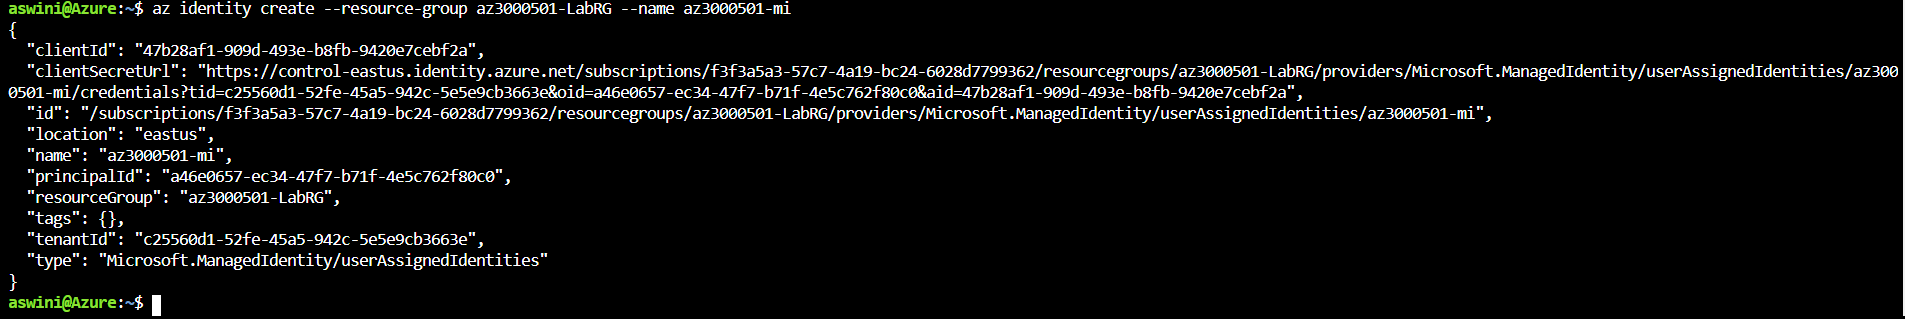 aswini@Azure:~$ az identity create --resource-group az3000501-LabRG --name az3000501-mi
{
  "clientId": "47b28af1-909d-493e-b8fb-9420e7cebf2a",
  "clientSecretUrl": "https://control-eastus.identity.azure.net/subscriptions/f3f3a5a3-57c7-4a19-bc24-6028d7799362/resourcegroups/az3000501-LabRG/providers/Microsoft.ManagedIdentity/userAssignedIdentities/az300
0501-mi/credentials?tid=c25560d1-52fe-45a5-942c-5e5e9cb3663e&oid=a46e0657-ec34-47f7-b71f-4e5c762f80c0&aid=47b28af1-909d-493e-b8fb-9420e7cebf2a",
  "id": "/subscriptions/f3f3a5a3-57c7-4a19-bc24-6028d7799362/resourcegroups/az3000501-LabRG/providers/Microsoft.ManagedIdentity/userAssignedIdentities/az3000501-mi",
  "location": "eastus",
  "name": "az3000501-mi",
  "principalId": "a46e0657-ec34-47f7-b71f-4e5c762f80c0",
  "resourceGroup": "az3000501-LabRG",
  "tags": {},
  "tenantId": "c25560d1-52fe-45a5-942c-5e5e9cb3663e",
  "type": "Microsoft.ManagedIdentity/userAssignedIdentities"
}
aswini@Azure:~$